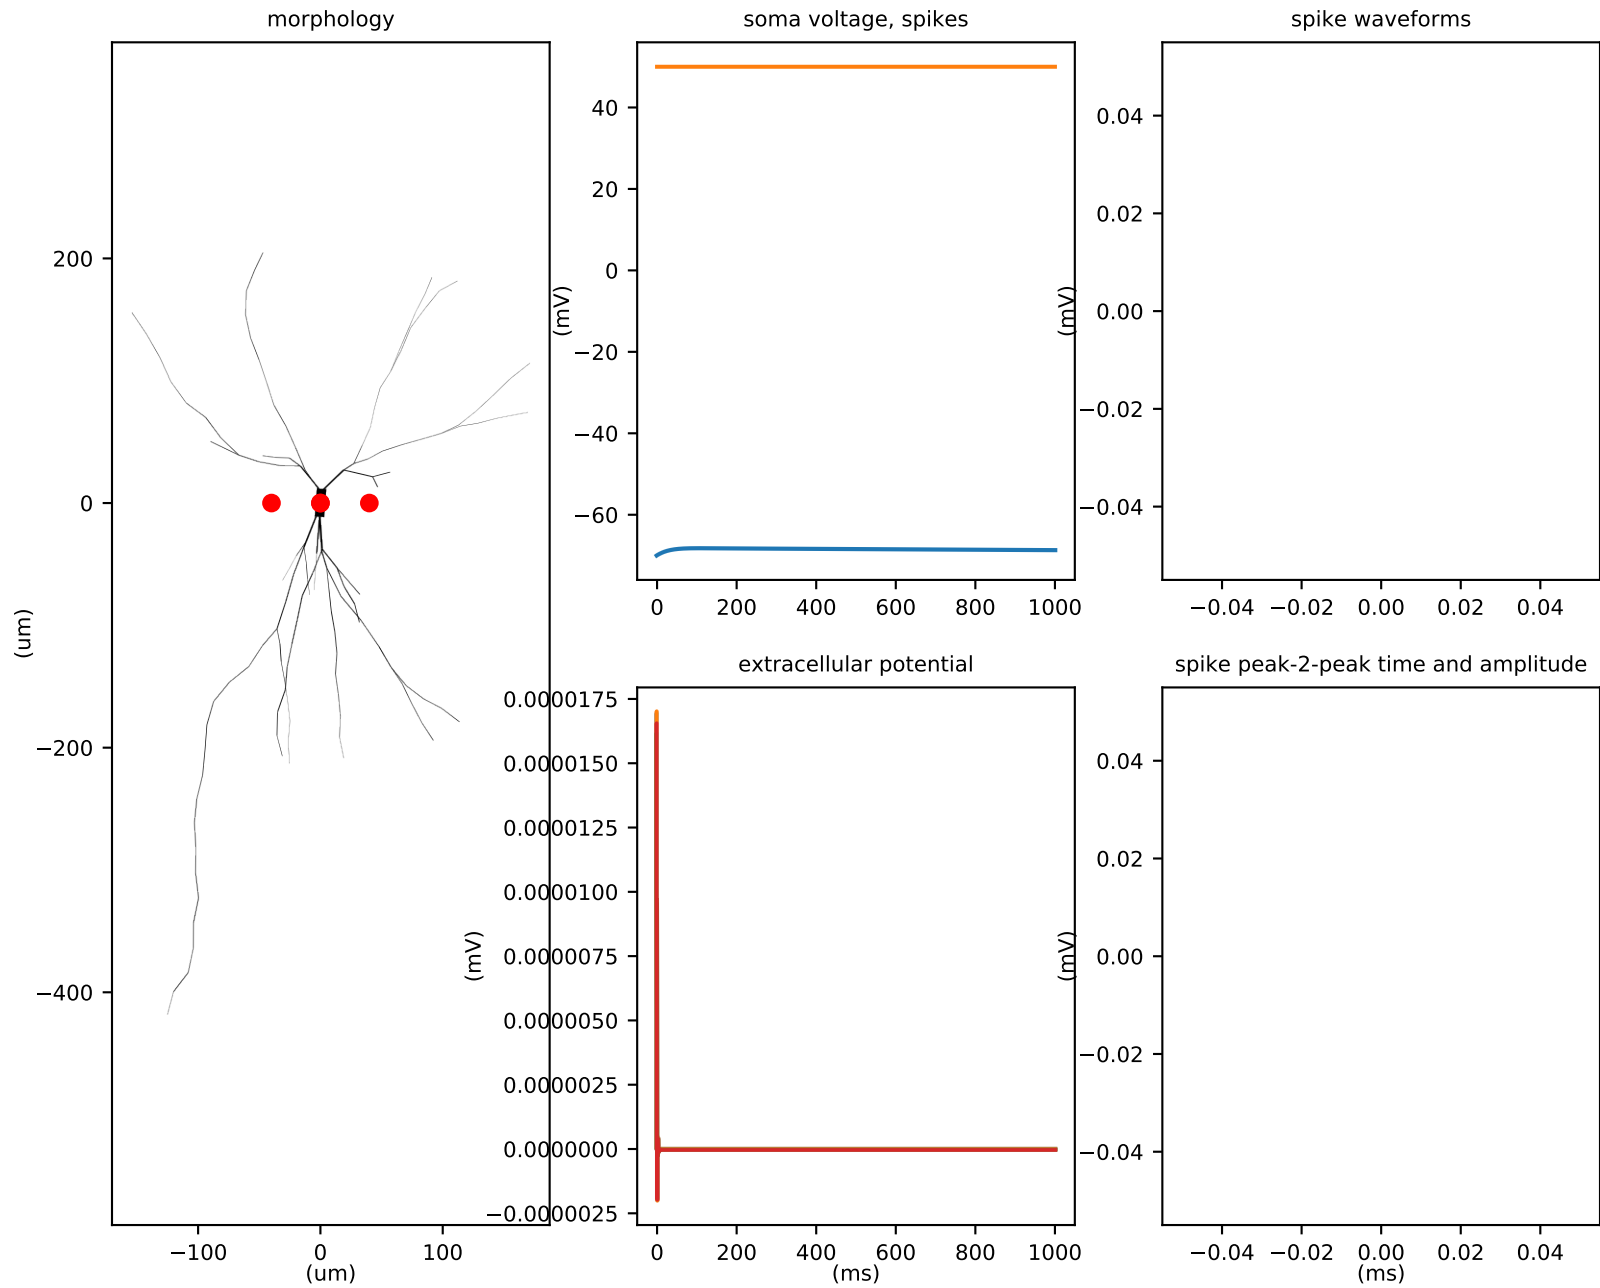 morphology
200
0
−200
−400
(um)
−100 0 100
(um)
soma voltage, spikes
40
20
0
−20
−40
−60
(mV)
0 200 400 600 800 1000
spike waveforms
0.04
0.02
0.00
−0.02
−0.04
(mV)
−0.04 −0.02 0.00 0.02 0.04
extracellular potential
0.0000175
0.0000150
0.0000125
0.0000100
0.0000075
0.0000050
0.0000025
0.0000000
−0.0000025
(mV)
0 200 400 600 800 1000
(ms)
spike peak-2-peak time and amplitude
0.04
0.02
0.00
−0.02
−0.04
(mV)
−0.04 −0.02 0.00 0.02 0.04
(ms)